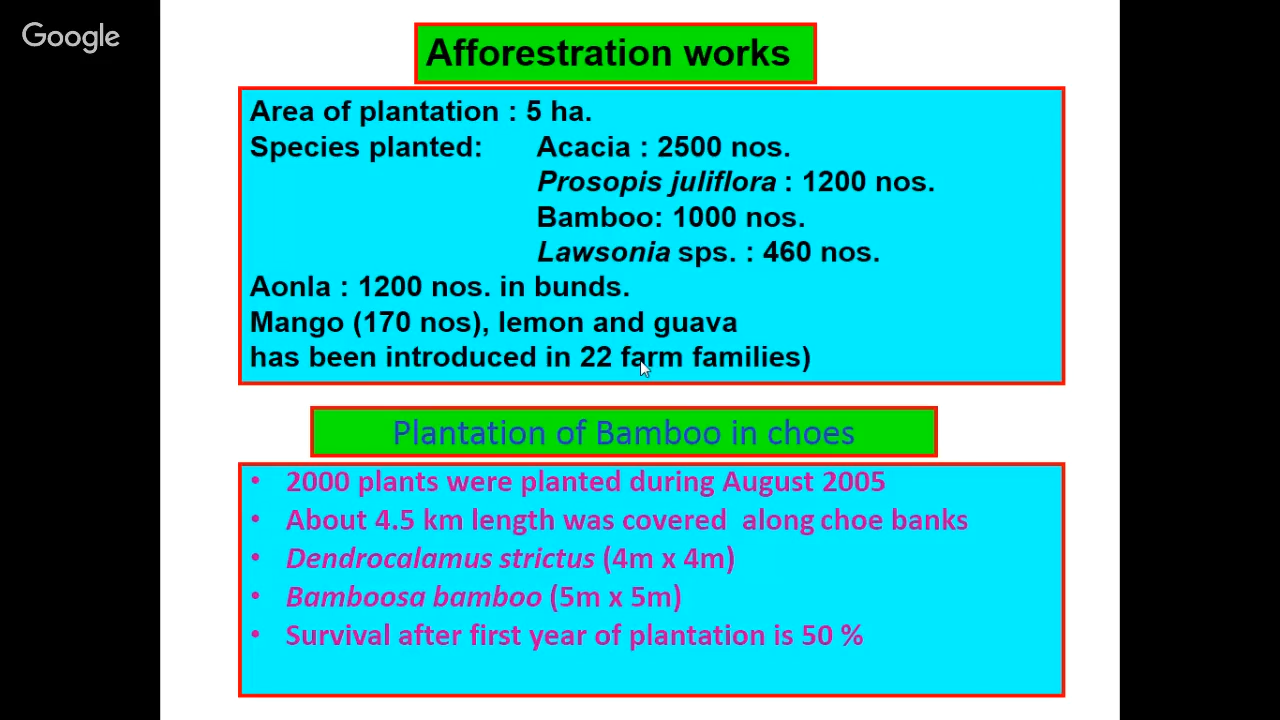 Google
Afforestration works
Area of plantation : 5 ha.
Species planted: Acacia : 2500 nos.
Prosopis juliflora : 1200 nos.
Bamboo: 1000 nos.
Lawsonia sps. : 460 nos.
Aonla : 1200 nos. in bunds.
Mango (170 nos), lemon and guava
has been introduced in 22 farm families)
Plantation of Bamboo in choes
• 2000 plants were planted during August 2005
• About 4.5 km length was covered along choe banks
• Dendrocalamus strictus (4m x 4m)
• Bamboosa bamboo (5m x 5m)
• Survival after first year of plantation is 50 %